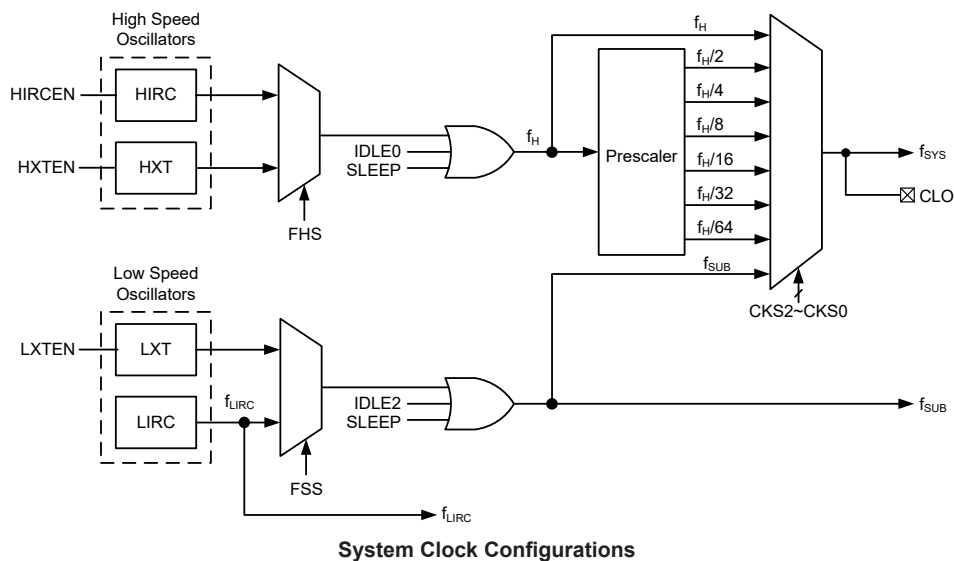 High Speed
Oscillators
HIRCEN
HIRC
HXTEN
HXT
FHS
IDLE0
SLEEP
fH
fH
Prescaler
fH/2
fH/4
fH/8
fH/16
fH/32
fH/64
fSUB
CKS2~CKS0
fSYS
CLO
Low Speed
Oscillators
LXTEN
LXT
LIRC
fLIRC
FSS
IDLE2
SLEEP
fSUB
fLIRC
System Clock Configurations